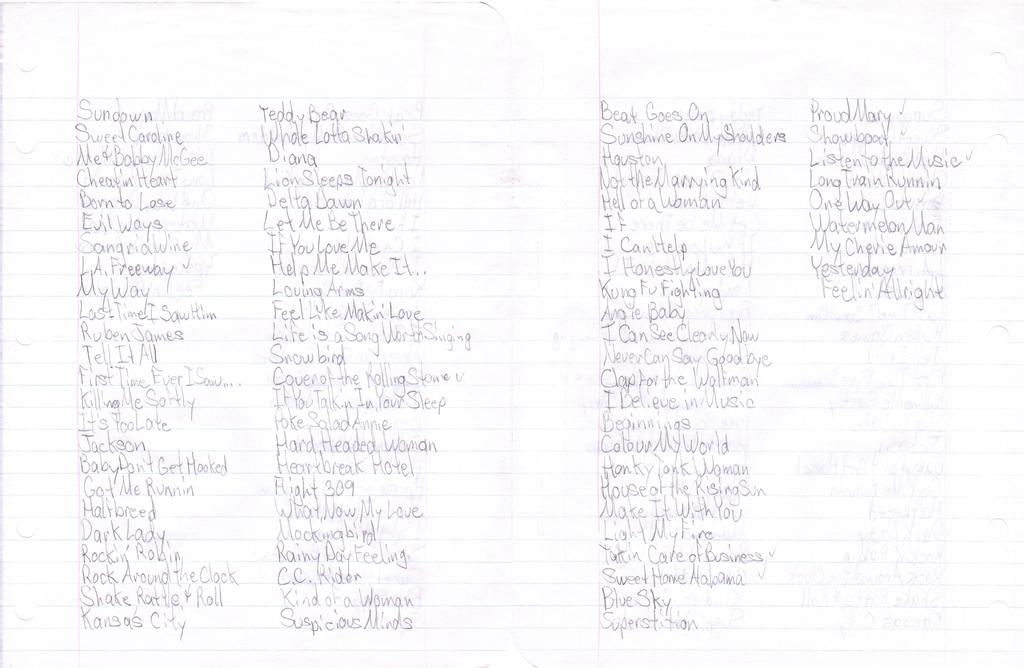 Sundown
Sweet Caroline
Me & Bobby McGee
Cheatin Heart
Born to Lose
Evil Ways
Sangria Wine
L.A. Freeway ✓
My Way
Last Time I Saw Him
Ruben James
Tell It All
First Time Ever I Saw....
Killing Me Softly
It's Too Late
Jackson
Baby Don't Get Hooked
Got Me Runnin
Halfbreed
Dark Lady
Rockin' Robin
Rock Around the Clock
Shake Rattle & Roll
Kansas City
Teddy Bear
Whole Lotta Shakin'
Diana
Lion Sleeps Tonight
Delta Dawn
Let Me Be There
If You Love Me
Help Me Make It..
Loving Arms
Feel Like Makin' Love
Life is a Song Worth Singing
Snowbird
Cover of the Rolling Stone ✓
If You Talk in In Your Sleep
Poke Salad Annie
Hard Headed Woman
Heartbreak Hotel
Flight 309
What Now My Love
Mockingbird
Rainy Day Feeling
C.C. Rider
Kind of a Woman
Suspicious Minds
Beat Goes On
Sunshine On My Shoulders
Houston
Not the Marrying Kind
Hell of a Woman
If
I Can Help
I Honestly Love You
Kung Fu Fighting
Angie Baby
I Can See Clearly Now
Never Can Say Goodbye
Clap For the Wolfman
I Believe in Music
Beginnings
Colour My World
Honky Tonk Woman
House of the Rising Sun
Make It With You
Light My Fire
Takin Care of Business ✓
Sweet Home Alabama ✓
Blue Sky
Superstition
Proud Mary ✓
Showboat ✓
Listen to the Music ✓
Long Train Runnin
One Way Out ✓
Watermelon Man
My Cherie Amour
Yesterday
Feelin' Alright